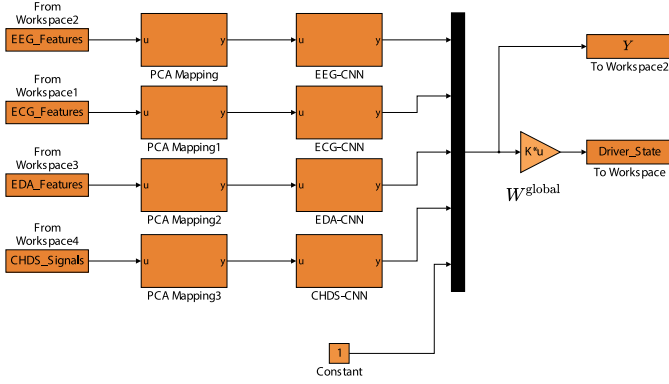 From
Workspace2
EEG_Features
u
y
PCA Mapping
u
y
EEG-CNN
From
Workspace1
ECG_Features
u
y
PCA Mapping1
u
y
ECG-CNN
From
Workspace3
EDA_Features
u
y
PCA Mapping2
u
y
EDA-CNN
From
Workspace4
CHDS_Signals
u
y
PCA Mapping3
u
y
CHDS-CNN
1
Constant
Y
To Workspace2
K*u
W^global
Driver_State
To Workspace